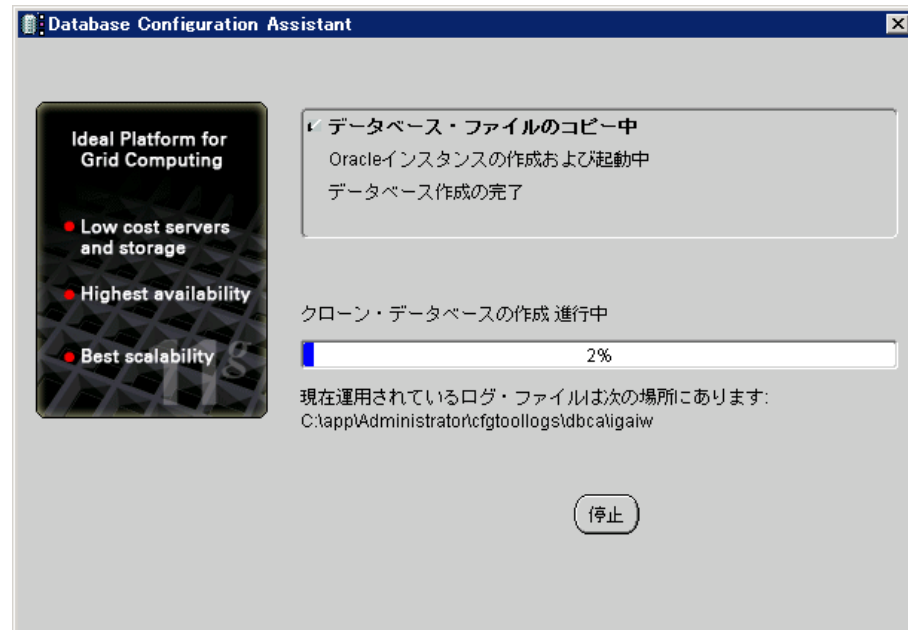 Database Configuration Assistant
Ideal Platform for
Grid Computing
Low cost servers
and storage
Highest availability
Best scalability
11g
データベース・ファイルのコピー中
Oracleインスタンスの作成および起動中
データベース作成の完了
クローン・データベースの作成 進行中
2%
現在運用されているログ・ファイルは次の場所にあります:
C:\app\Administrator\cfgtoollogs\dbca\igaiw
停止